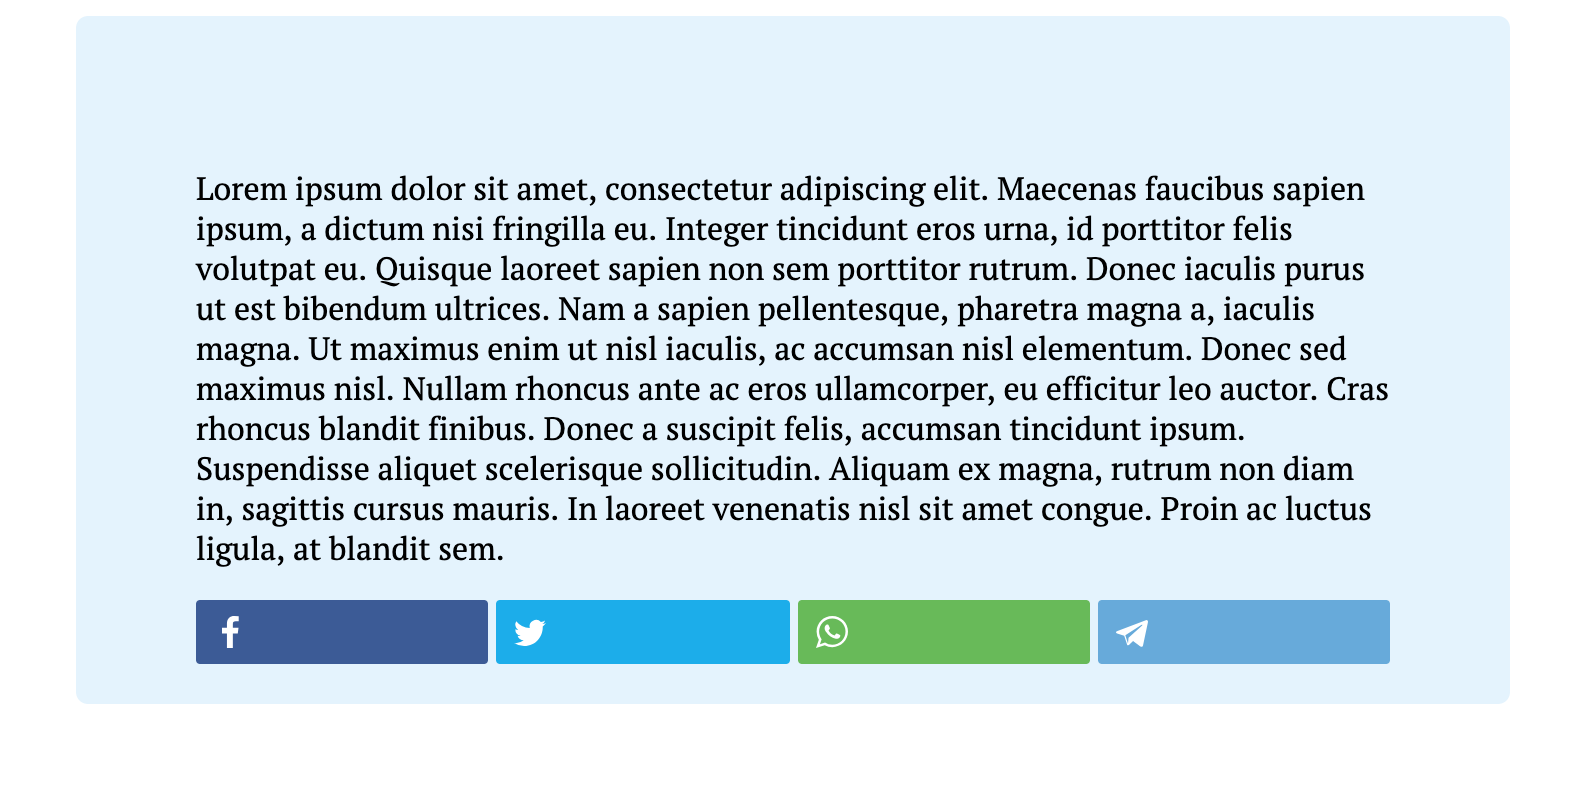 Lorem ipsum dolor sit amet, consectetur adipiscing elit. Maecenas faucibus sapien
ipsum, a dictum nisi fringilla eu. Integer tincidunt eros urna, id porttitor felis
volutpat eu. Quisque laoreet sapien non sem porttitor rutrum. Donec iaculis purus
ut est bibendum ultrices. Nam a sapien pellentesque, pharetra magna a, iaculis
magna. Ut maximus enim ut nisl iaculis, ac accumsan nisl elementum. Donec sed
maximus nisl. Nullam rhoncus ante ac eros ullamcorper, eu efficitur leo auctor. Cras
rhoncus blandit finibus. Donec a suscipit felis, accumsan tincidunt ipsum.
Suspendisse aliquet scelerisque sollicitudin. Aliquam ex magna, rutrum non diam
in, sagittis cursus mauris. In laoreet venenatis nisl sit amet congue. Proin ac luctus
ligula, at blandit sem.